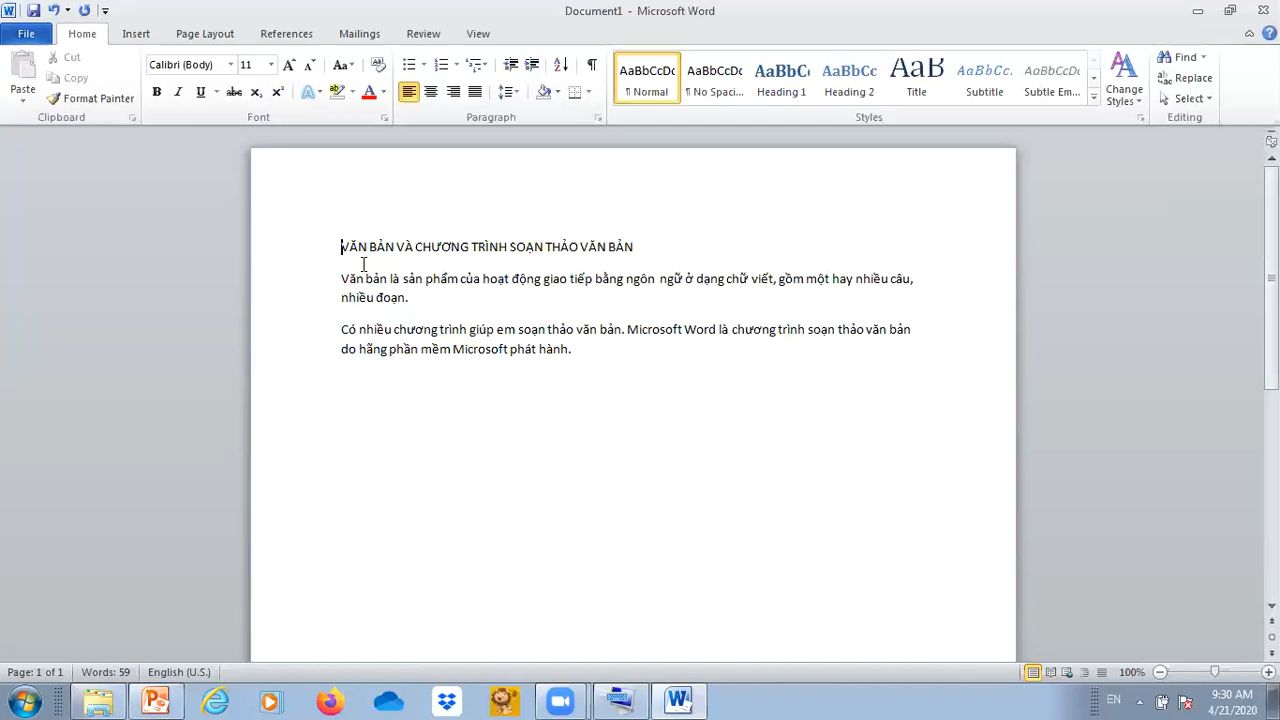 Document1 - Microsoft Word
File Home Insert Page Layout References Mailings Review View
Paste
Cut
Copy
Format Painter
Clipboard
Calibri (Body) 11
Font
Paragraph
AaBbCcDc AaBbCcDc AaBbC AaBbCc AaB AaBbCc. AaBbCcDc
¶ Normal ¶ No Spaci... Heading 1 Heading 2 Title Subtitle Subtle Em...
Styles
Change Styles
Find
Replace
Select
Editing
VĂN BẢN VÀ CHƯƠNG TRÌNH SOẠN THẢO VĂN BẢN
Văn bản là sản phẩm của hoạt động giao tiếp bằng ngôn ngữ ở dạng chữ viết, gồm một hay nhiều câu,
nhiều đoạn.
Có nhiều chương trình giúp em soạn thảo văn bản. Microsoft Word là chương trình soạn thảo văn bản
do hãng phần mềm Microsoft phát hành.
Page: 1 of 1 Words: 59 English (U.S.) 100%
EN 9:30 AM
4/21/2020